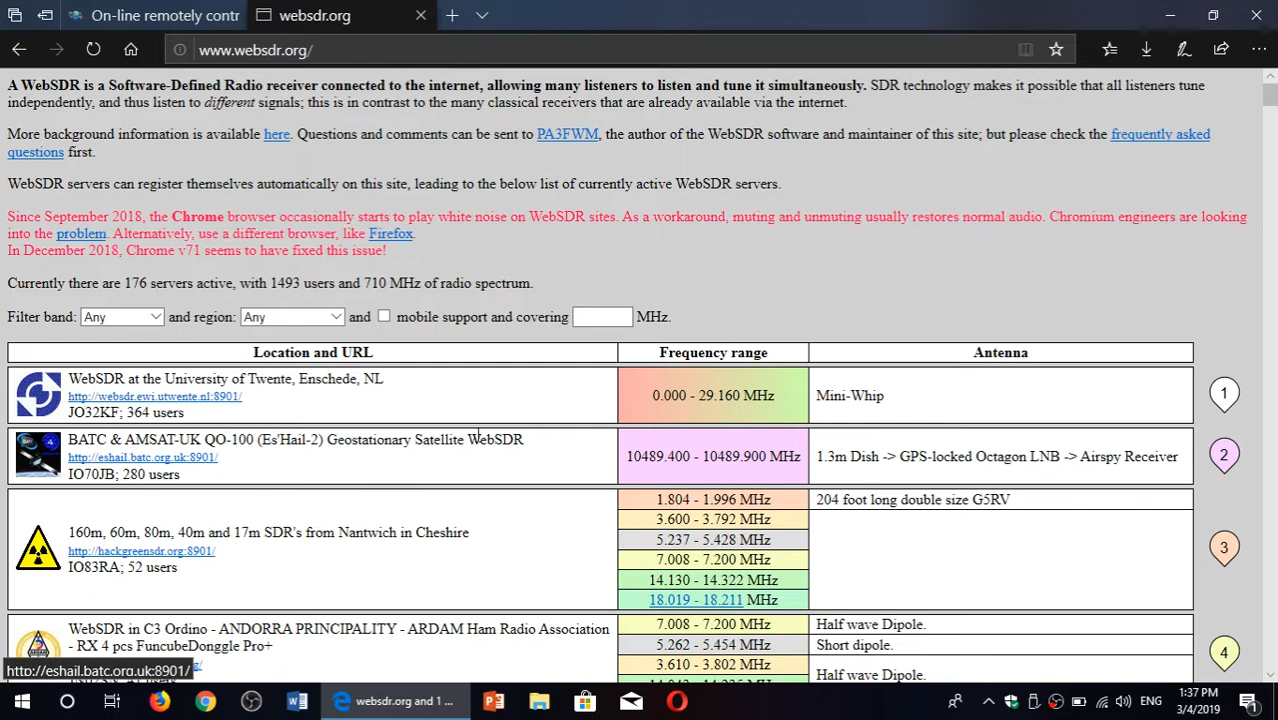 On-line remotely contr
websdr.org
www.websdr.org/
A WebSDR is a Software-Defined Radio receiver connected to the internet, allowing many listeners to listen and tune it simultaneously. SDR technology makes it possible that all listeners tune
independently, and thus listen to different signals; this is in contrast to the many classical receivers that are already available via the internet.
More background information is available here. Questions and comments can be sent to PA3FWM, the author of the WebSDR software and maintainer of this site; but please check the frequently asked
questions first.
WebSDR servers can register themselves automatically on this site, leading to the below list of currently active WebSDR servers.
Since September 2018, the Chrome browser occasionally starts to play white noise on WebSDR sites. As a workaround, muting and unmuting usually restores normal audio. Chromium engineers are looking
into the problem. Alternatively, use a different browser, like Firefox.
In December 2018, Chrome v71 seems to have fixed this issue!
Currently there are 176 servers active, with 1493 users and 710 MHz of radio spectrum.
Filter band: Any and region: Any and mobile support and covering MHz.
Location and URL Frequency range Antenna
WebSDR at the University of Twente, Enschede, NL
http://websdr.ewi.utwente.nl:8901/
JO32KF; 364 users
0.000 - 29.160 MHz
Mini-Whip
1
BATC & AMSAT-UK QO-100 (Es'Hail-2) Geostationary Satellite WebSDR
http://eshail.batc.org.uk:8901/
IO70JB; 280 users
10489.400 - 10489.900 MHz
1.3m Dish -> GPS-locked Octagon LNB -> Airspy Receiver
2
160m, 60m, 80m, 40m and 17m SDR's from Nantwich in Cheshire
http://hackgreensdr.org:8901/
IO83RA; 52 users
1.804 - 1.996 MHz
204 foot long double size G5RV
3.600 - 3.792 MHz
5.237 - 5.428 MHz
7.008 - 7.200 MHz
14.130 - 14.322 MHz
18.019 - 18.211 MHz
3
WebSDR in C3 Ordino - ANDORRA PRINCIPALITY - ARDAM Ham Radio Association
- RX 4 pcs FuncubeDonggle Pro+
7.008 - 7.200 MHz
Half wave Dipole.
5.262 - 5.454 MHz
Short dipole.
3.610 - 3.802 MHz
Half wave Dipole.
4
http://eshail.batc.org.uk:8901/
websdr.org and 1 ...
ENG
1:37 PM
3/4/2019